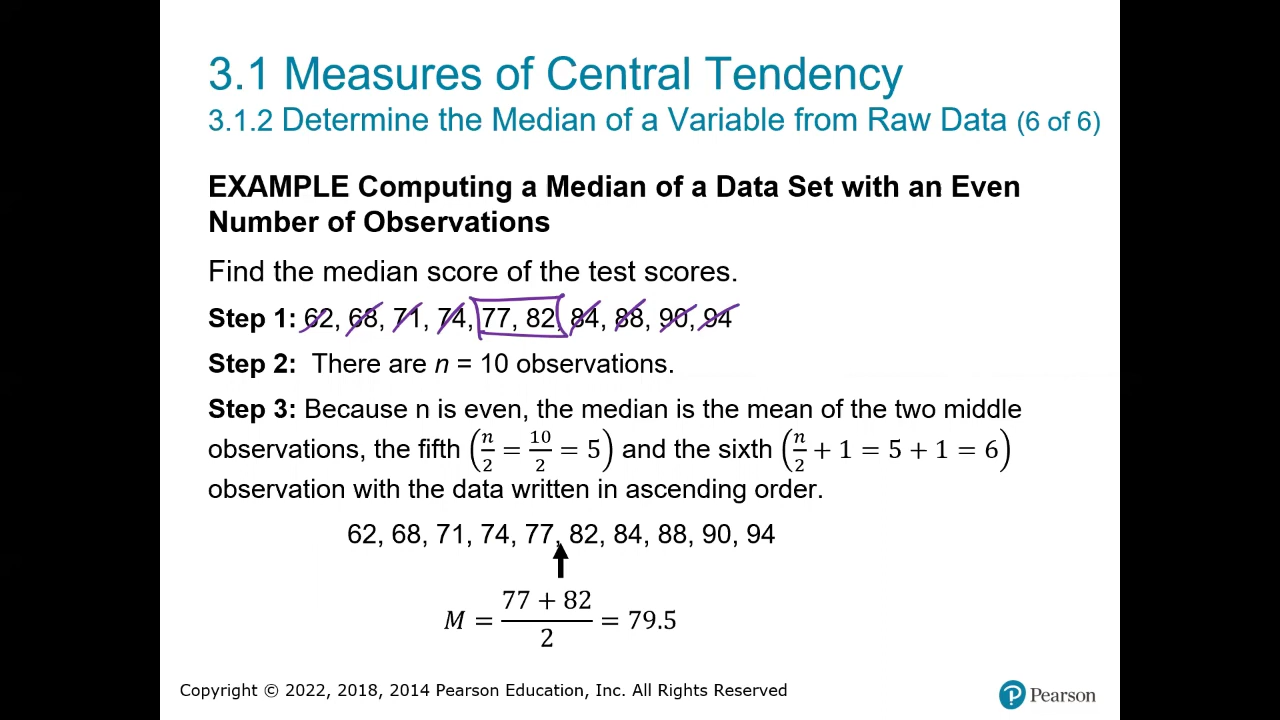 3.1 Measures of Central Tendency
3.1.2 Determine the Median of a Variable from Raw Data (6 of 6)
EXAMPLE Computing a Median of a Data Set with an Even
Number of Observations
Find the median score of the test scores.
Step 1: 62, 68, 71, 74, 77, 82, 84, 88, 90, 94
Step 2: There are n = 10 observations.
Step 3: Because n is even, the median is the mean of the two middle
observations, the fifth (n/2 = 10/2 = 5) and the sixth (n/2 + 1 = 5 + 1 = 6)
observation with the data written in ascending order.
62, 68, 71, 74, 77, 82, 84, 88, 90, 94
M = (77 + 82)/2 = 79.5
Copyright © 2022, 2018, 2014 Pearson Education, Inc. All Rights Reserved
P Pearson